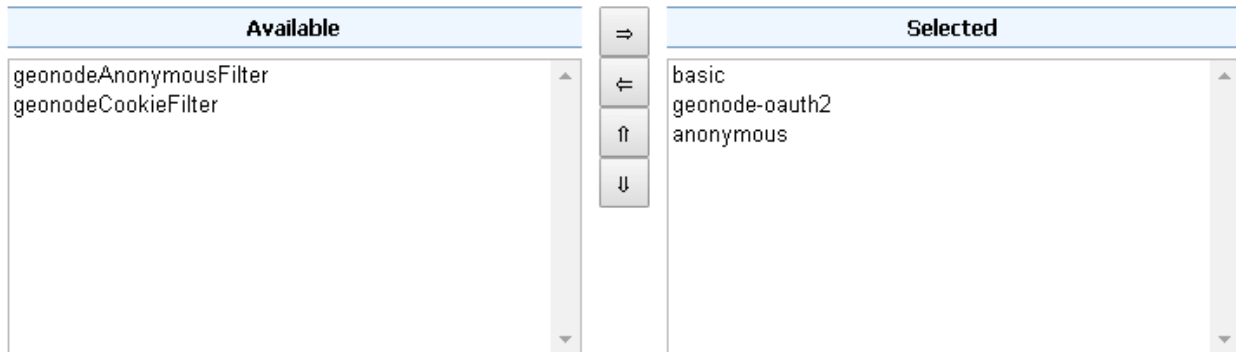 Available
geonodeAnonymousFilter
geonodeCookieFilter
⇒
⇐
⇑
⇓
Selected
basic
geonode-oauth2
anonymous